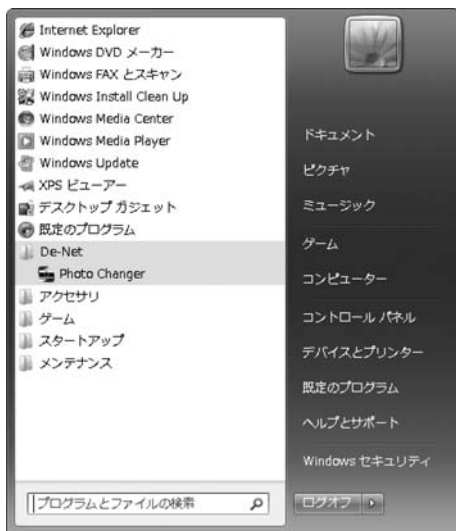 Internet Explorer
Windows DVD メーカー
Windows FAX とスキャン
Windows Install Clean Up
Windows Media Center
Windows Media Player
Windows Update
XPS ビューアー
デスクトップ ガジェット
既定のプログラム
De-Net
Photo Changer
アクセサリ
ゲーム
スタートアップ
メンテナンス
プログラムとファイルの検索
ドキュメント
ピクチャ
ミュージック
ゲーム
コンピューター
コントロール パネル
デバイスとプリンター
既定のプログラム
ヘルプとサポート
Windows セキュリティ
ログオフ